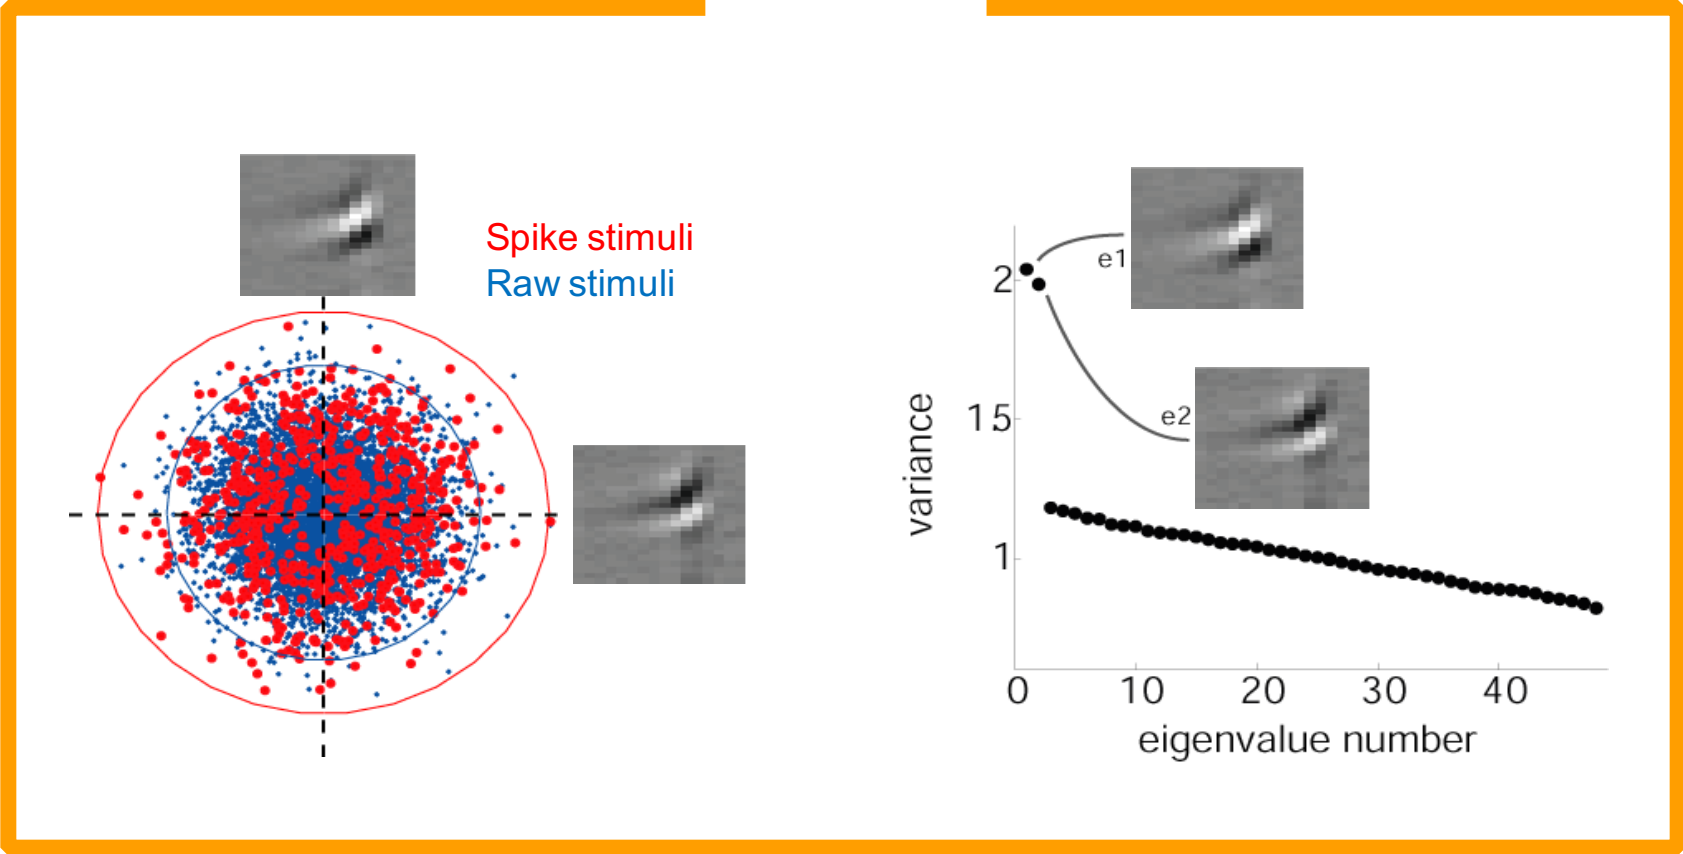 Spike stimuli
Raw stimuli
e1
e2
variance
2
1 5
1
0
10
20
30
40
eigenvalue number